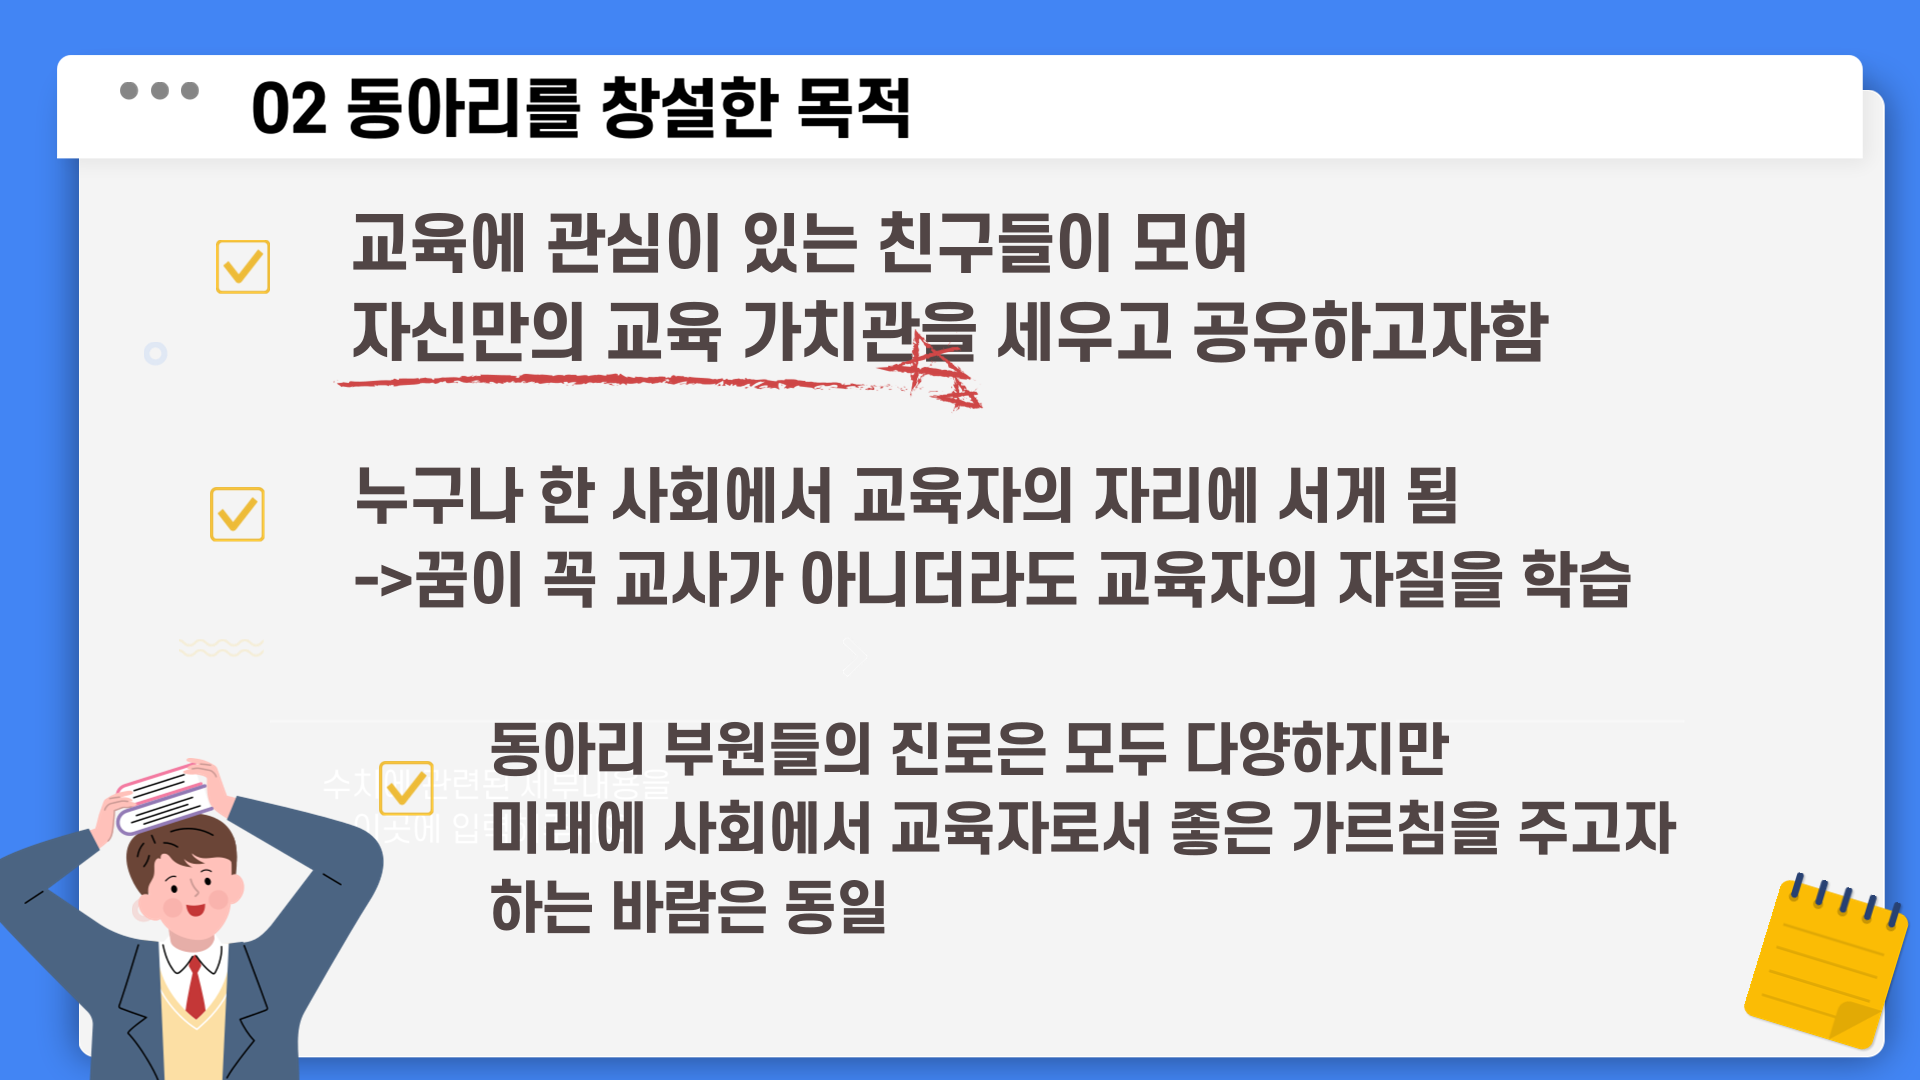 02 동아리를 창설한 목적
교육에 관심이 있는 친구들이 모여
자신만의 교육 가치관을 세우고 공유하고자함
누구나 한 사회에서 교육자의 자리에 서게 됨
->꿈이 꼭 교사가 아니더라도 교육자의 자질을 학습
동아리 부원들의 진로은 모두 다양하지만
수치에 관련된 세부내용을
미래에 사회에서 교육자로서 좋은 가르침을 주고자
이곳에
하는 바람은 동일